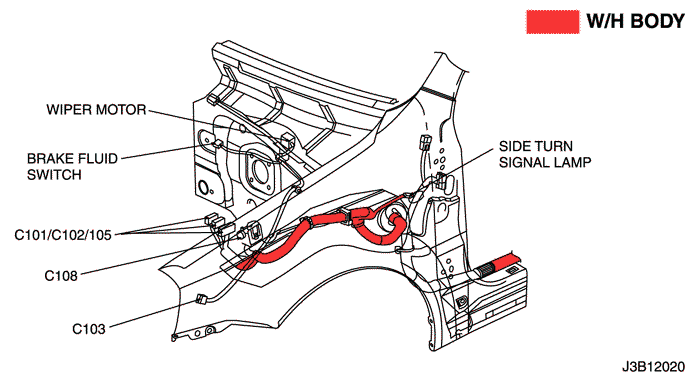 W/H BODY
WIPER MOTOR
SIDE TURN
SIGNAL LAMP
BRAKE FLUID
SWITCH
C101/C102/105
C108
C103
J3B12020